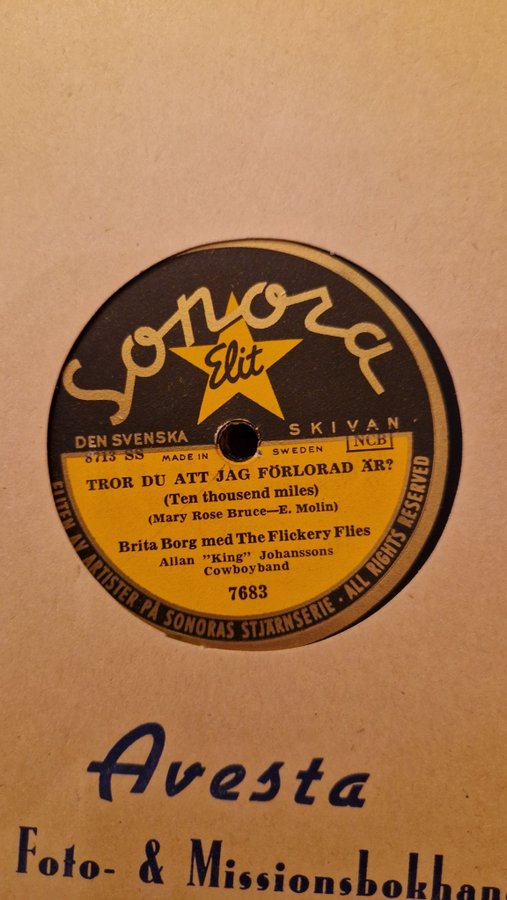 Sonora
Elit
DEN SVENSKA SKIVAN
8713 SS MADE IN SWEDEN NCB
TROR DU ATT JAG FÖRLORAD ÄR?
(Ten thousend miles)
(Mary Rose Bruce—E. Molin)
Brita Borg med The Flickery Flies
Allan "King" Johanssons
Cowboyband
7683
ELITEN AV ARTISTER PÅ SONORAS STJÄRNSERIE · ALL RIGHTS RESERVED
Avesta
Foto- & Missionsbokhan